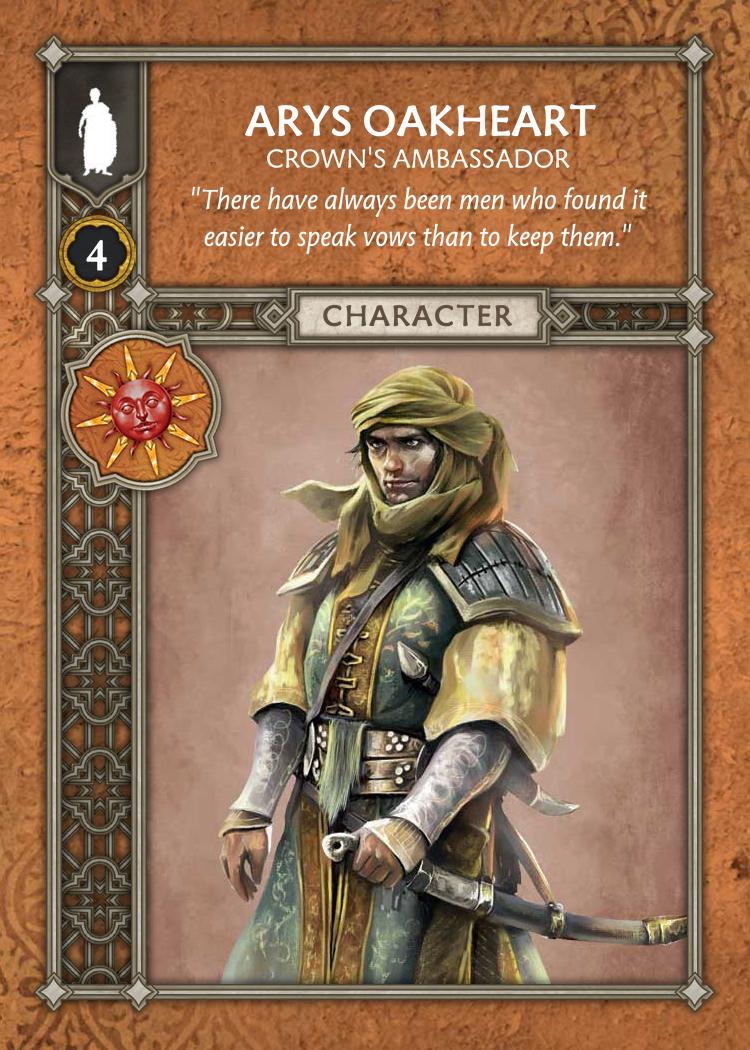 ARYS OAKHEART
CROWN'S AMBASSADOR
"There have always been men who found it
easier to speak vows than to keep them."
4
CHARACTER